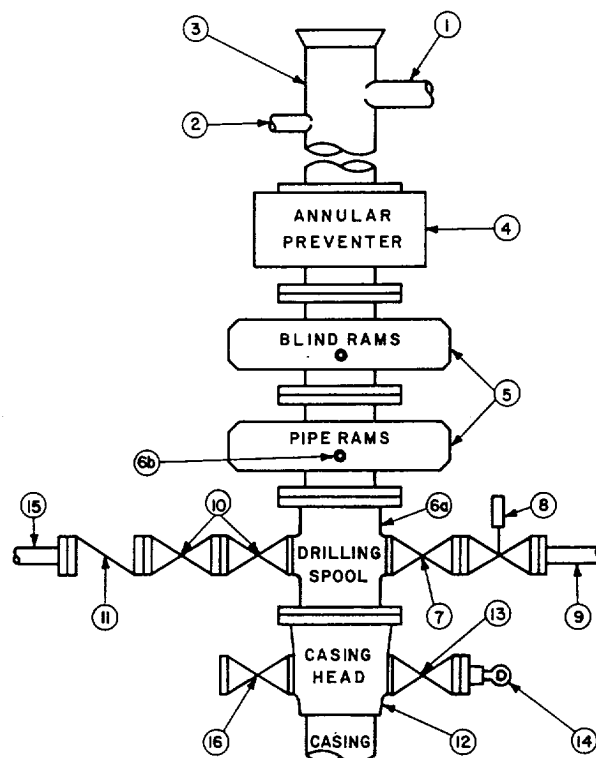 1
3
2
ANNULAR
PREVENTER
4
BLIND RAMS
5
PIPE RAMS
6b
6a
8
15
10
DRILLING
SPOOL
11
7
9
13
CASING
HEAD
16
12
14
CASING